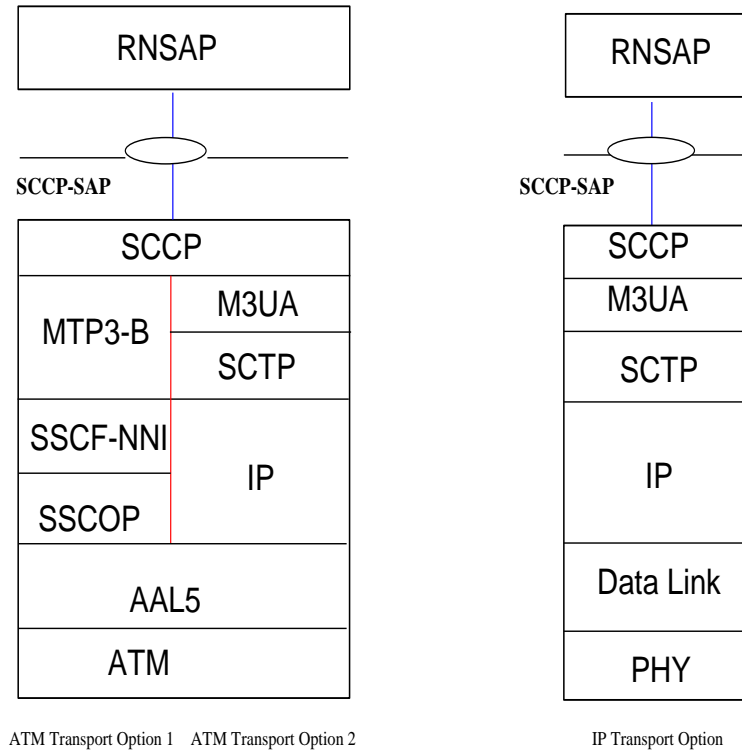 RNSAP
SCCP-SAP
SCCP
MTP3-B
M3UA
SCTP
SSCF-NNI
IP
SSCOP
AAL5
ATM
ATM Transport Option 1
ATM Transport Option 2
RNSAP
SCCP-SAP
SCCP
M3UA
SCTP
IP
Data Link
PHY
IP Transport Option